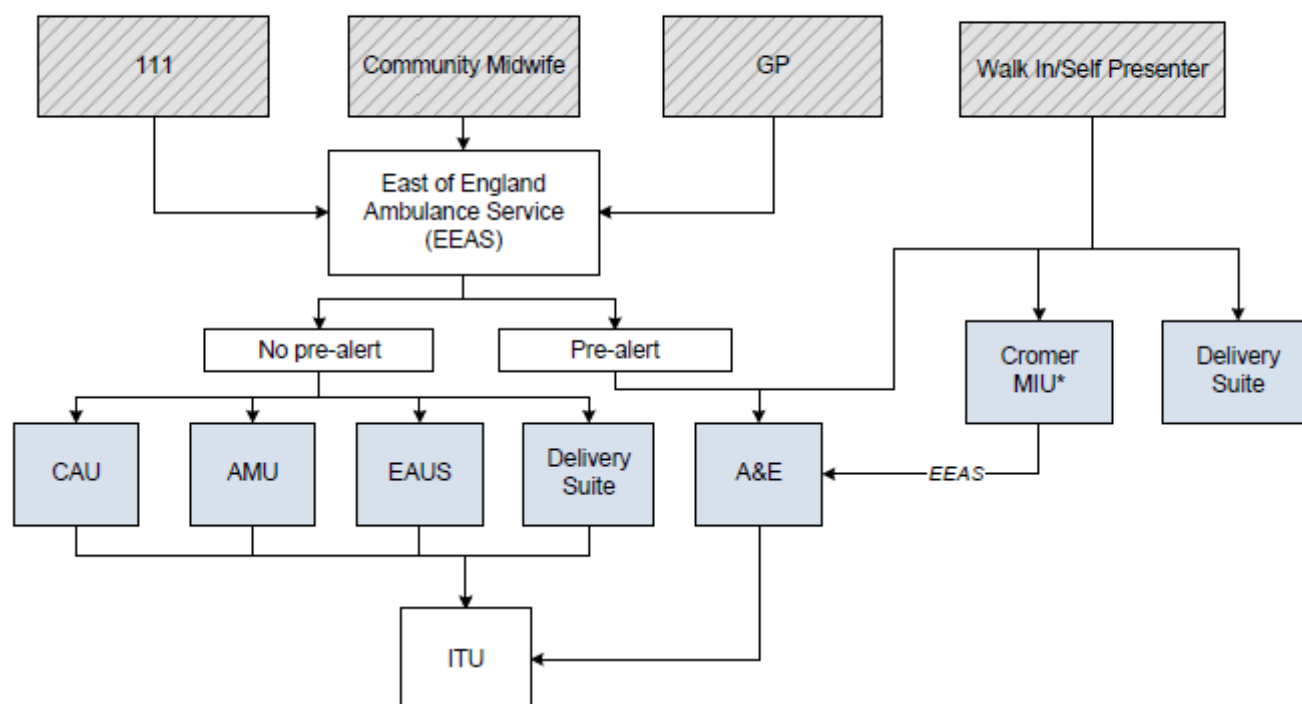 111
Community Midwife
GP
Walk In/Self Presenter
East of England
Ambulance Service
(EEAS)
No pre-alert
Pre-alert
Cromer
MIU*
Delivery
Suite
CAU
AMU
EAUS
Delivery
Suite
A&E
EEAS
ITU